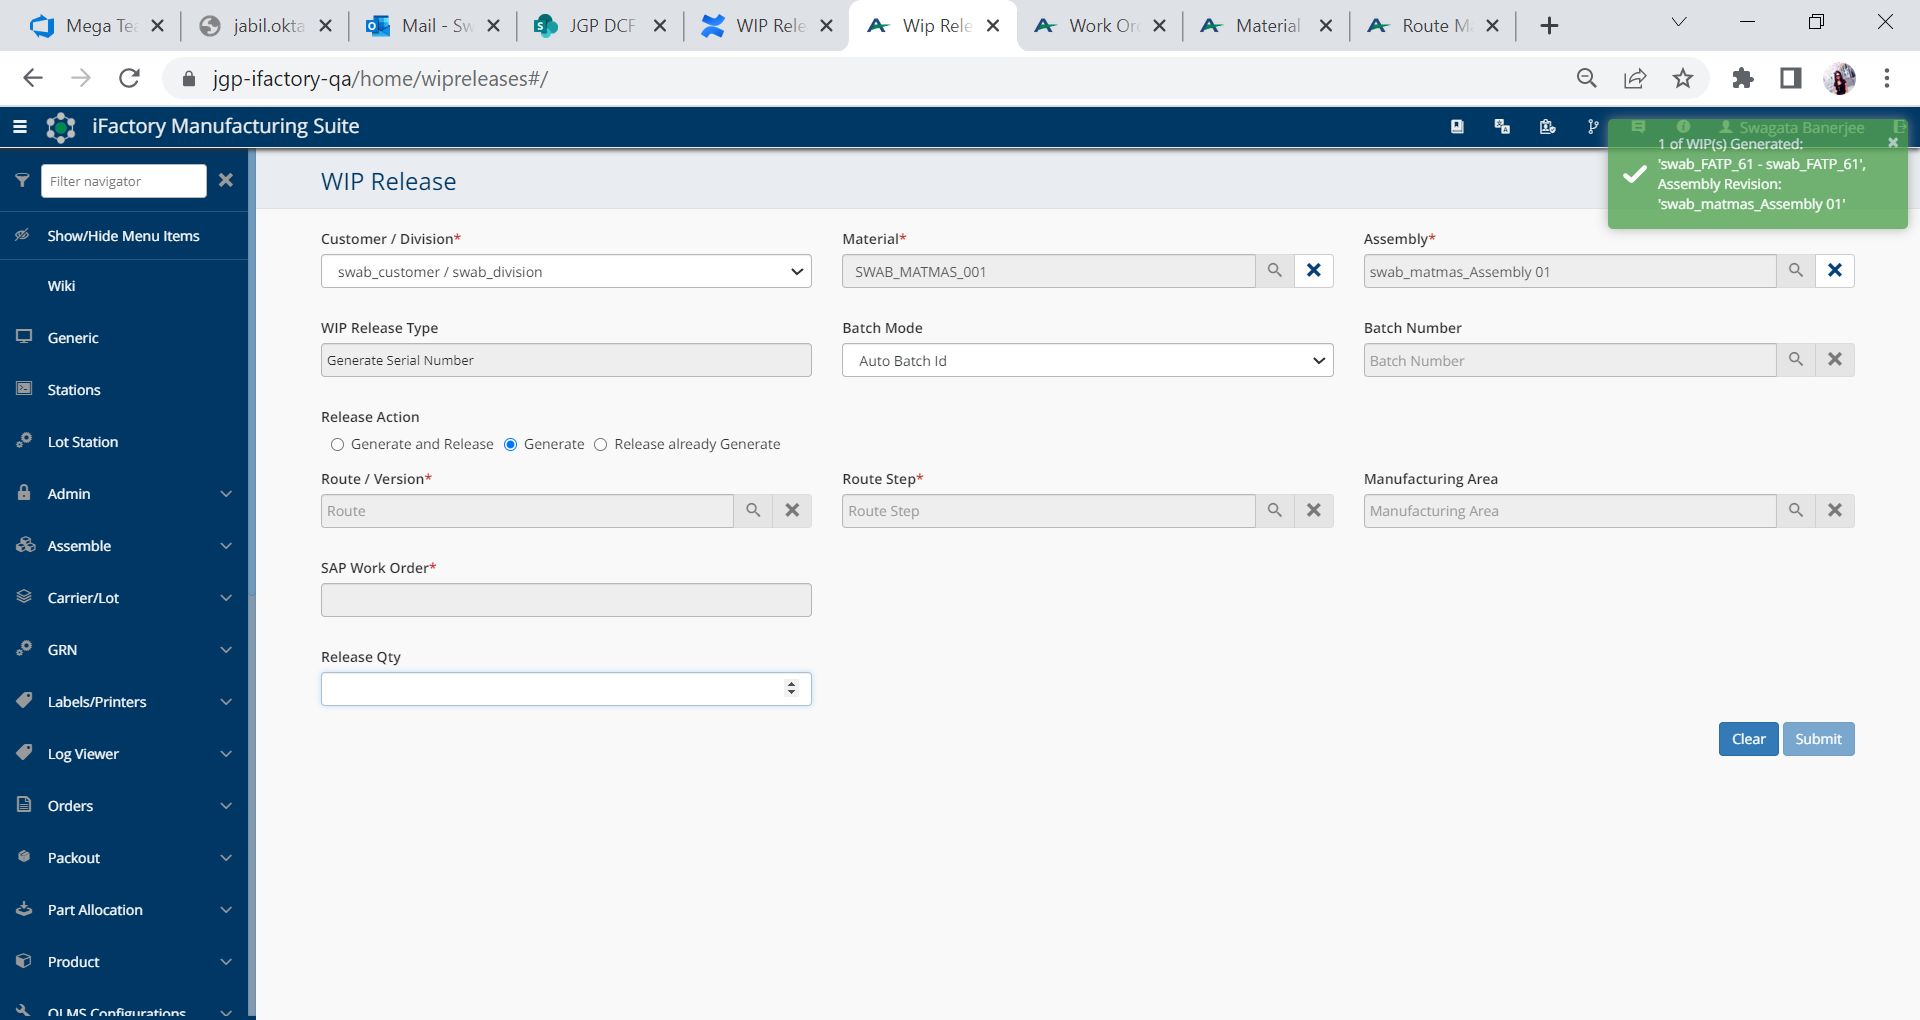 Mega Te
jabil.okta
Mail - Sw
JGP DCF
WIP Rele
Wip Rele
Work Or
Material
Route M
jgp-ifactory-qa/home/wipreleases#/
iFactory Manufacturing Suite
Swagata Banerjee
1 of WIP(s) Generated:
'swab_FATP_61 - swab_FATP_61',
Assembly Revision:
'swab_matmas_Assembly 01'
Filter navigator
Show/Hide Menu Items
Wiki
Generic
Stations
Lot Station
Admin
Assemble
Carrier/Lot
GRN
Labels/Printers
Log Viewer
Orders
Packout
Part Allocation
Product
QLMS Configurations
WIP Release
Customer / Division*
swab_customer / swab_division
Material*
SWAB_MATMAS_001
Assembly*
swab_matmas_Assembly 01
WIP Release Type
Generate Serial Number
Batch Mode
Auto Batch Id
Batch Number
Batch Number
Release Action
Generate and Release Generate Release already Generate
Route / Version*
Route
Route Step*
Route Step
Manufacturing Area
Manufacturing Area
SAP Work Order*
Release Qty
Clear Submit